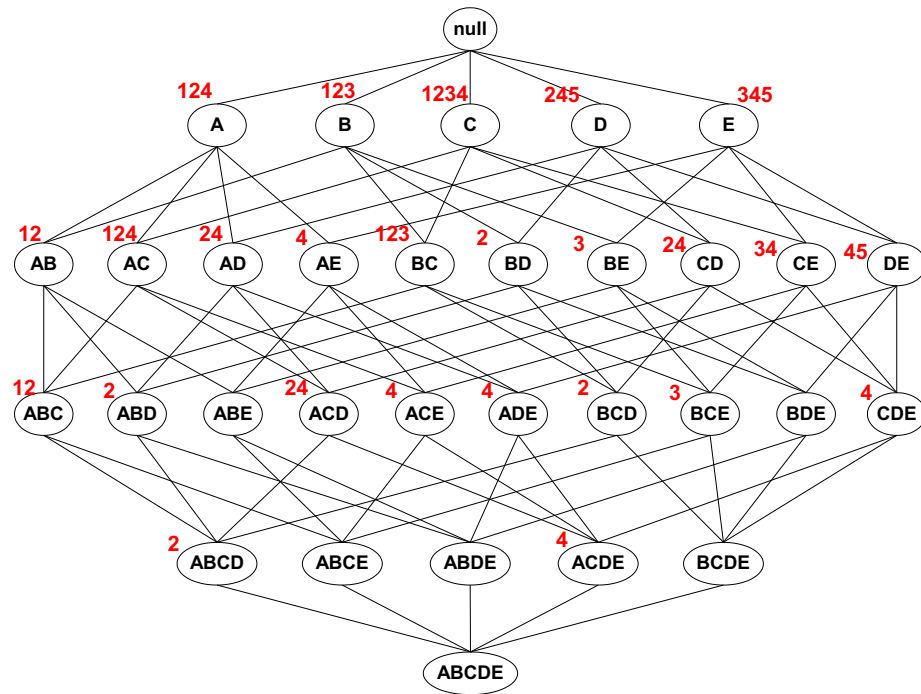 null
124 123 1234 245 345
A B C D E
12 124 24 4 123 2 3 24 34 45
AB AC AD AE BC BD BE CD CE DE
12 2 24 4 4 2 3 4
ABC ABD ABE ACD ACE ADE BCD BCE BDE CDE
2 4
ABCD ABCE ABDE ACDE BCDE
ABCDE